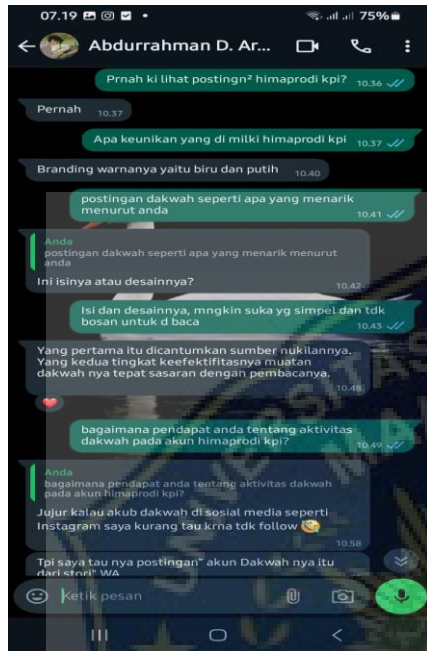 07.19
75%
Abdurrahman D. Ar...
Prnah ki lihat postingn² himaprodi kpi? 10.36
Pernah 10.37
Apa keunikan yang di milki himaprodi kpi 10.37
Branding warnanya yaitu biru dan putih 10.40
postingan dakwah seperti apa yang menarik
menurut anda
10.41
Anda
postingan dakwah seperti apa yang menarik menurut
anda
Ini isinya atau desainnya?
10.42
Isi dan desainnya, mngkin suka yg simpel dan tdk
bosan untuk d baca
10.43
Yang pertama itu dicantumkan sumber nukilannya.
Yang kedua tingkat keefektifitasnya muatan
dakwah nya tepat sasaran dengan pembacanya.
10.48
bagaimana pendapat anda tentang aktivitas
dakwah pada akun himaprodi kpi?
10.49
Anda
bagaimana pendapat anda tentang aktivitas dakwah
pada akun himaprodi kpi?
Jujur kalau akub dakwah di sosial media seperti
Instagram saya kurang tau krna tdk follow
10.58
Tpi saya tau nya postingan" akun Dakwah nya itu
dari stori" WA
Ketik pesan